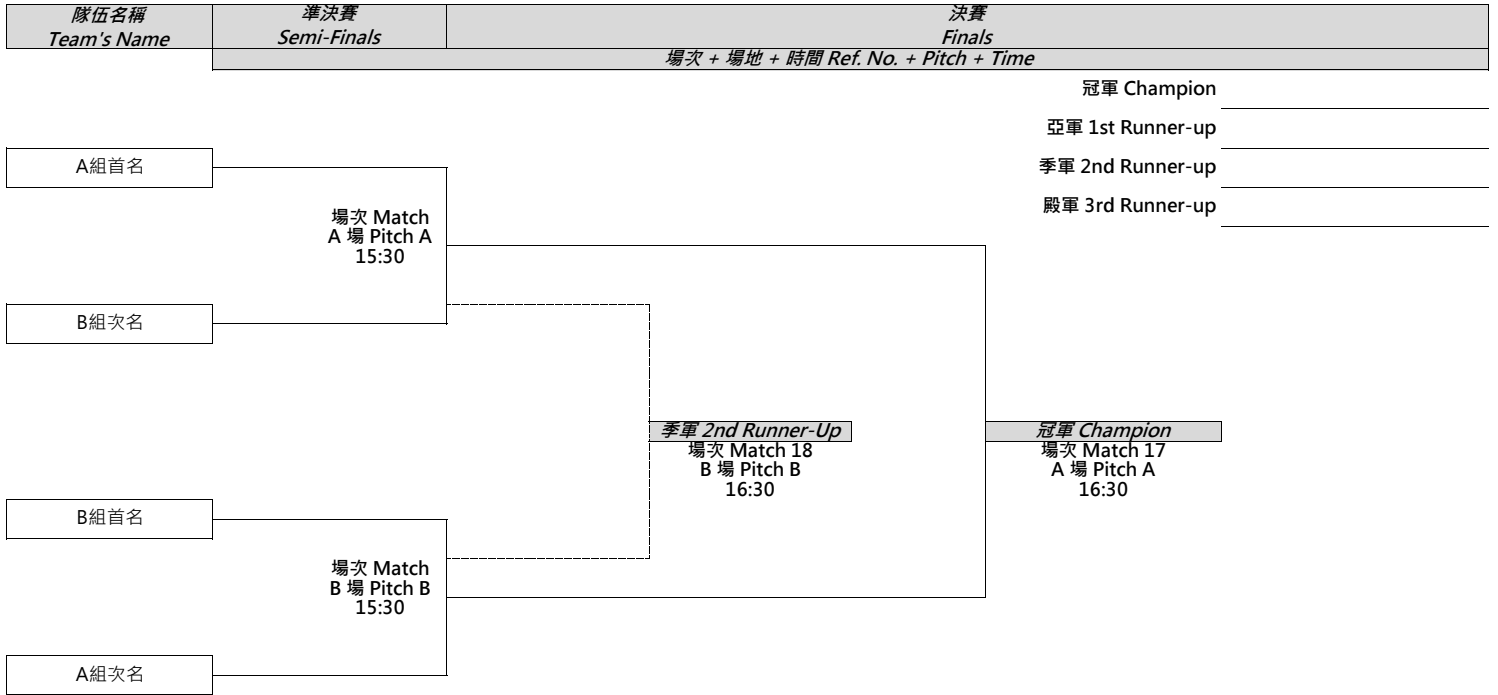 隊伍名稱
Team's Name
準決賽
Semi-Finals
決賽
Finals
場次 + 場地 + 時間 Ref. No. + Pitch + Time
冠軍 Champion
亞軍 1st Runner-up
季軍 2nd Runner-up
殿軍 3rd Runner-up
A組首名
場次 Match
A 場 Pitch A
15:30
B組次名
季軍 2nd Runner-Up
場次 Match 18
B 場 Pitch B
16:30
冠軍 Champion
場次 Match 17
A 場 Pitch A
16:30
B組首名
場次 Match
B 場 Pitch B
15:30
A組次名